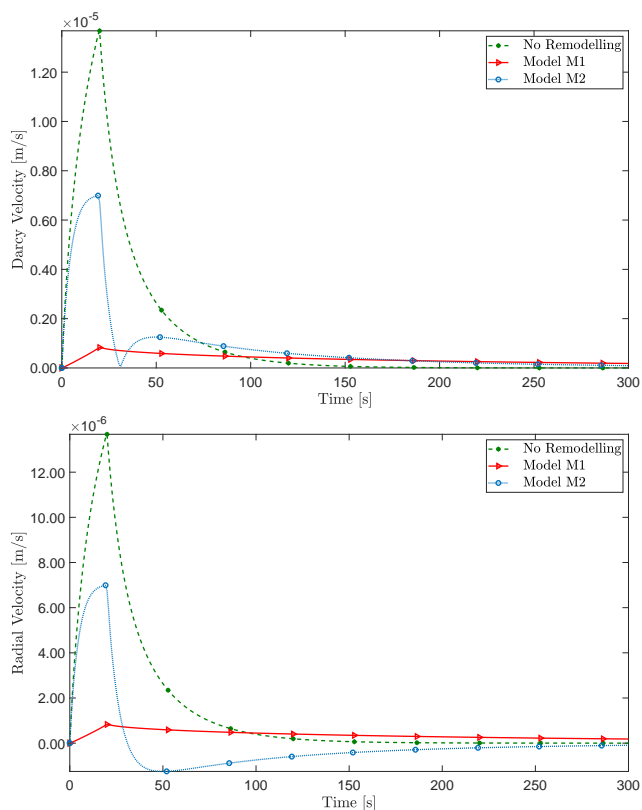 ×10⁻⁵
1.20
1.00
0.80
0.60
0.40
0.20
0.00
Darcy Velocity [m/s]
0 50 100 150 200 250 300
Time [s]
No Remodelling
Model M1
Model M2
×10⁻⁶
12.00
10.00
8.00
6.00
4.00
2.00
0.00
Radial Velocity [m/s]
0 50 100 150 200 250 300
Time [s]
No Remodelling
Model M1
Model M2